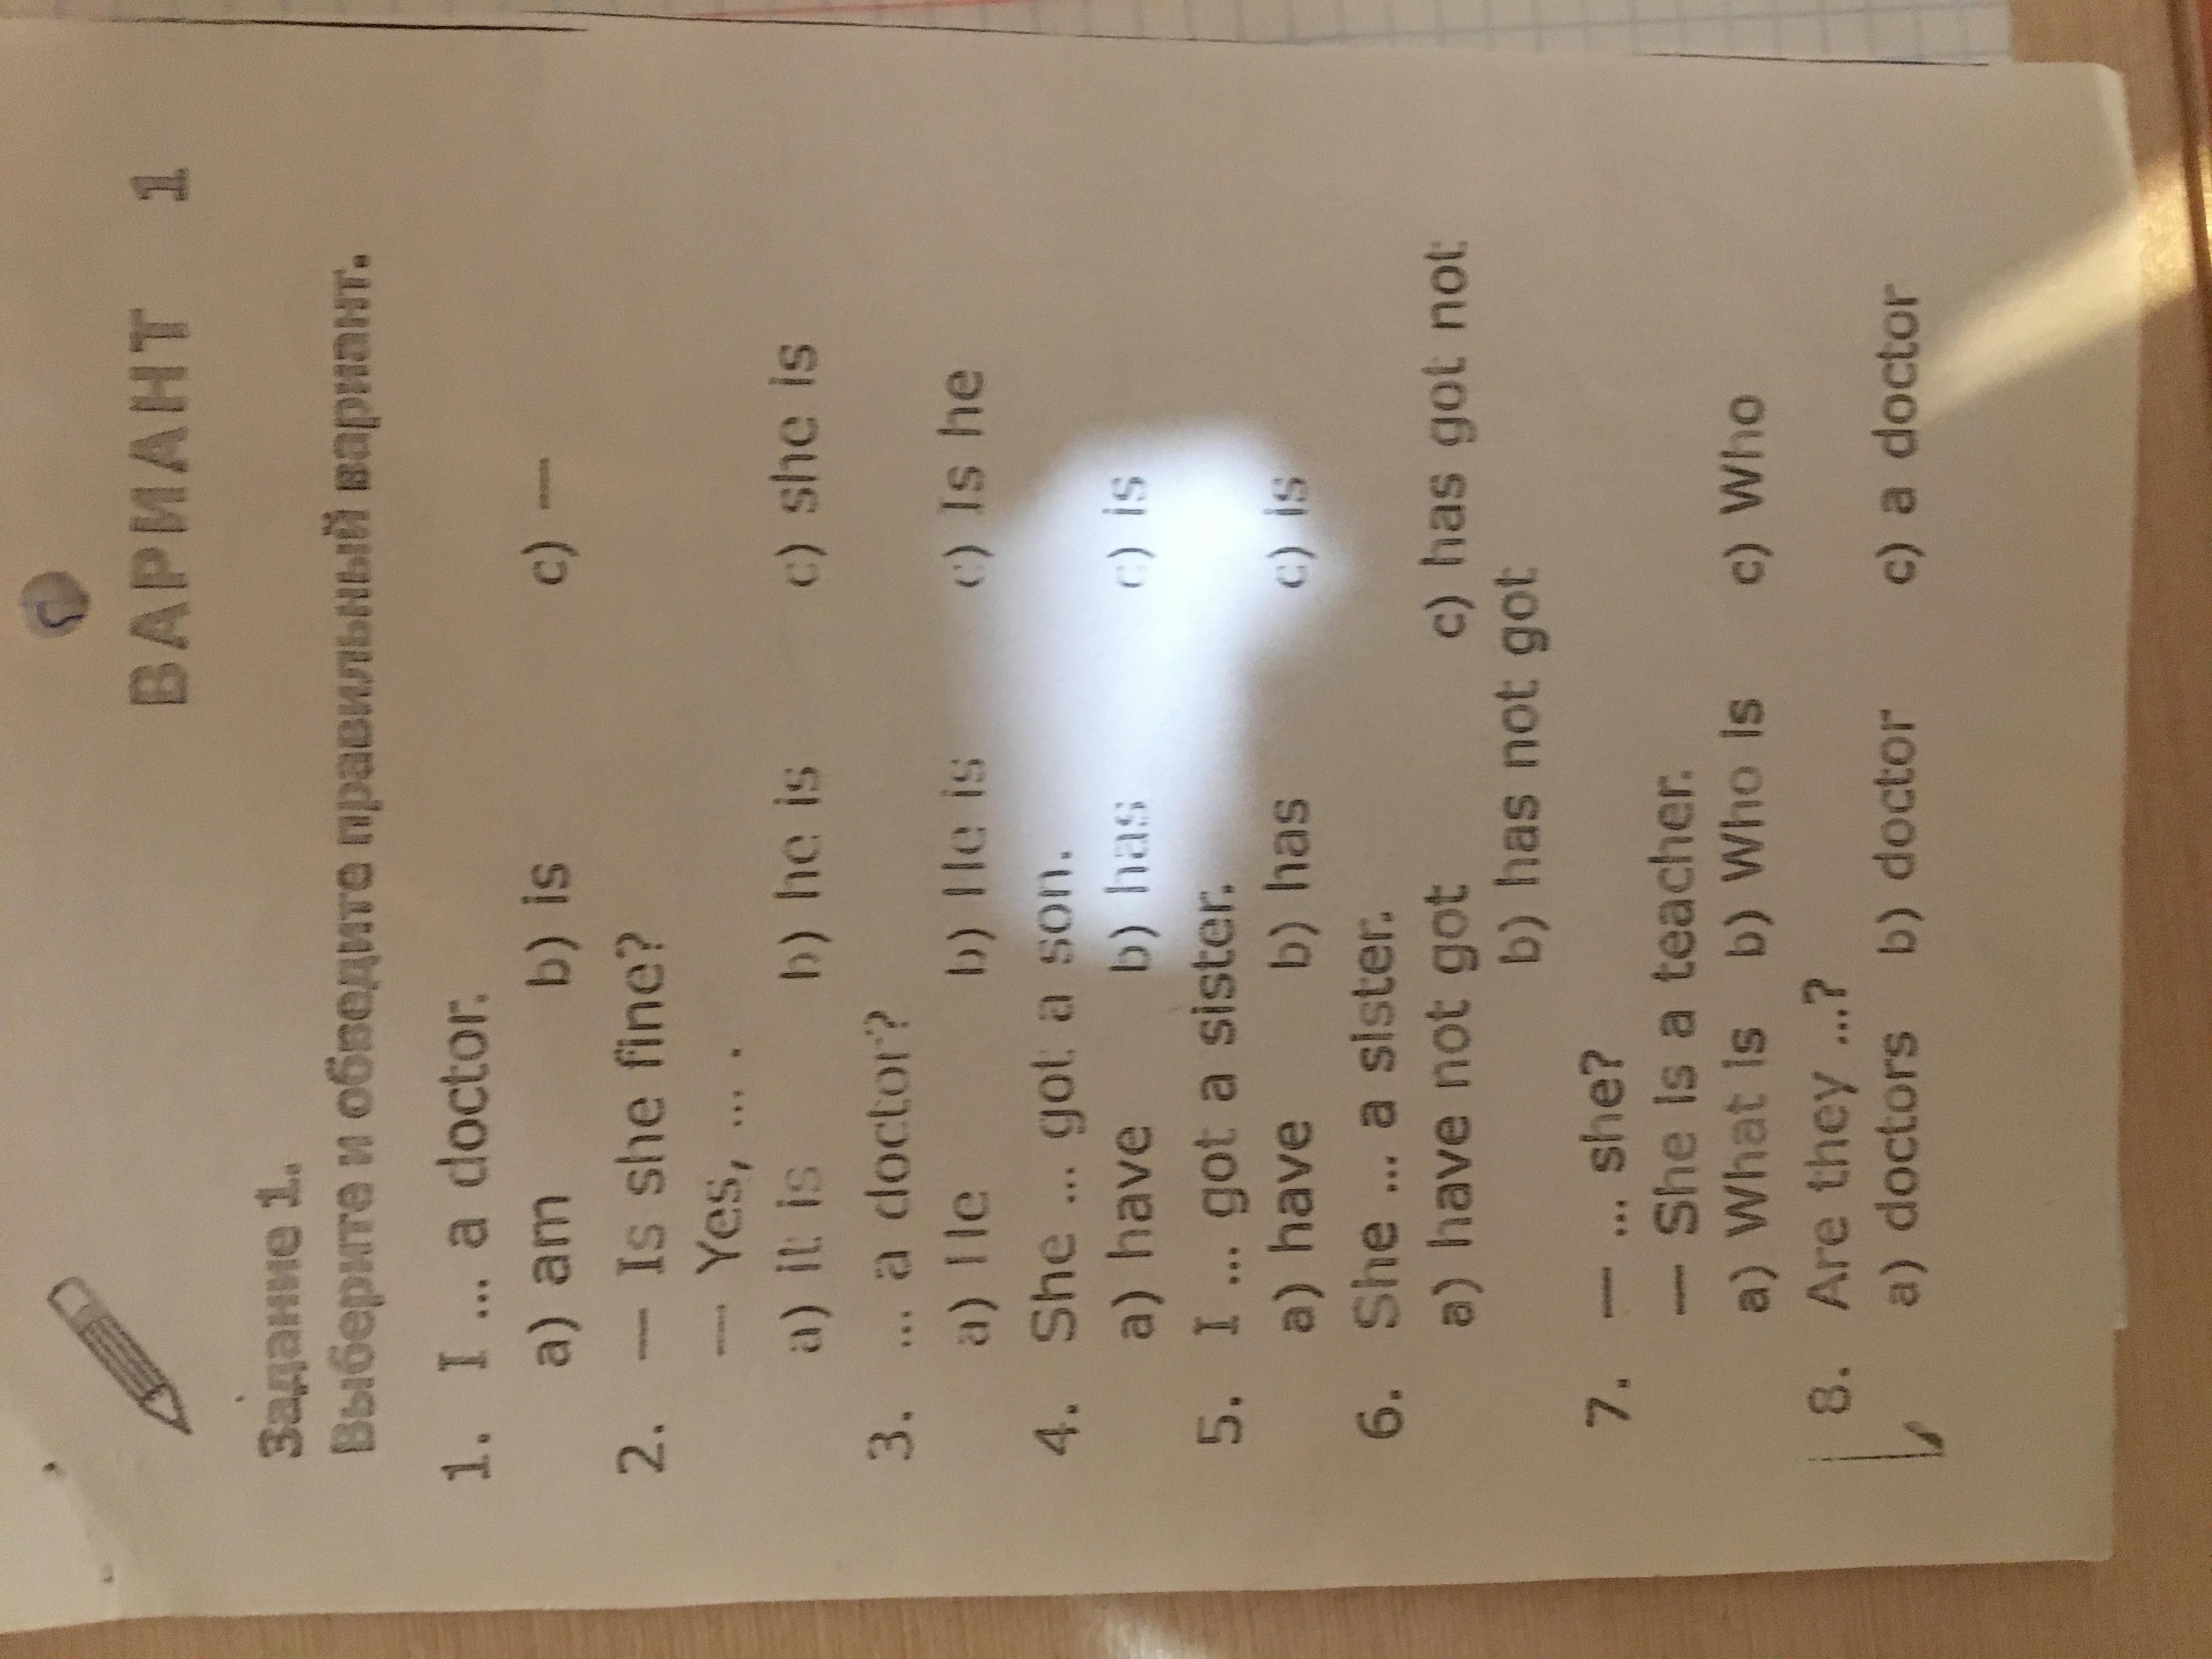 ВАРИАНТ 1
Задание 1.
Выберите и обведите правильный вариант.
1. I ... a doctor.
a) am b) is c) —
2. — Is she fine?
— Yes, ... .
a) it is b) he is c) she is
3. ... a doctor?
a) He b) He is c) Is he
4. She ... got a son.
a) have b) has c) is
5. I ... got a sister.
a) have b) has c) is
6. She ... a sister.
a) have not got c) has got not
b) has not got
7. — ... she?
— She is a teacher.
a) What is b) Who is c) Who
8. Are they ...?
a) doctors b) doctor c) a doctor